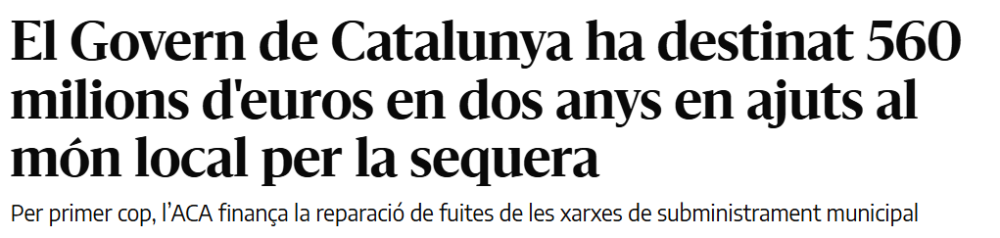 El Govern de Catalunya ha destinat 560
milions d'euros en dos anys en ajuts al
món local per la sequera
Per primer cop, l’ACA finança la reparació de fuites de les xarxes de subministrament municipal